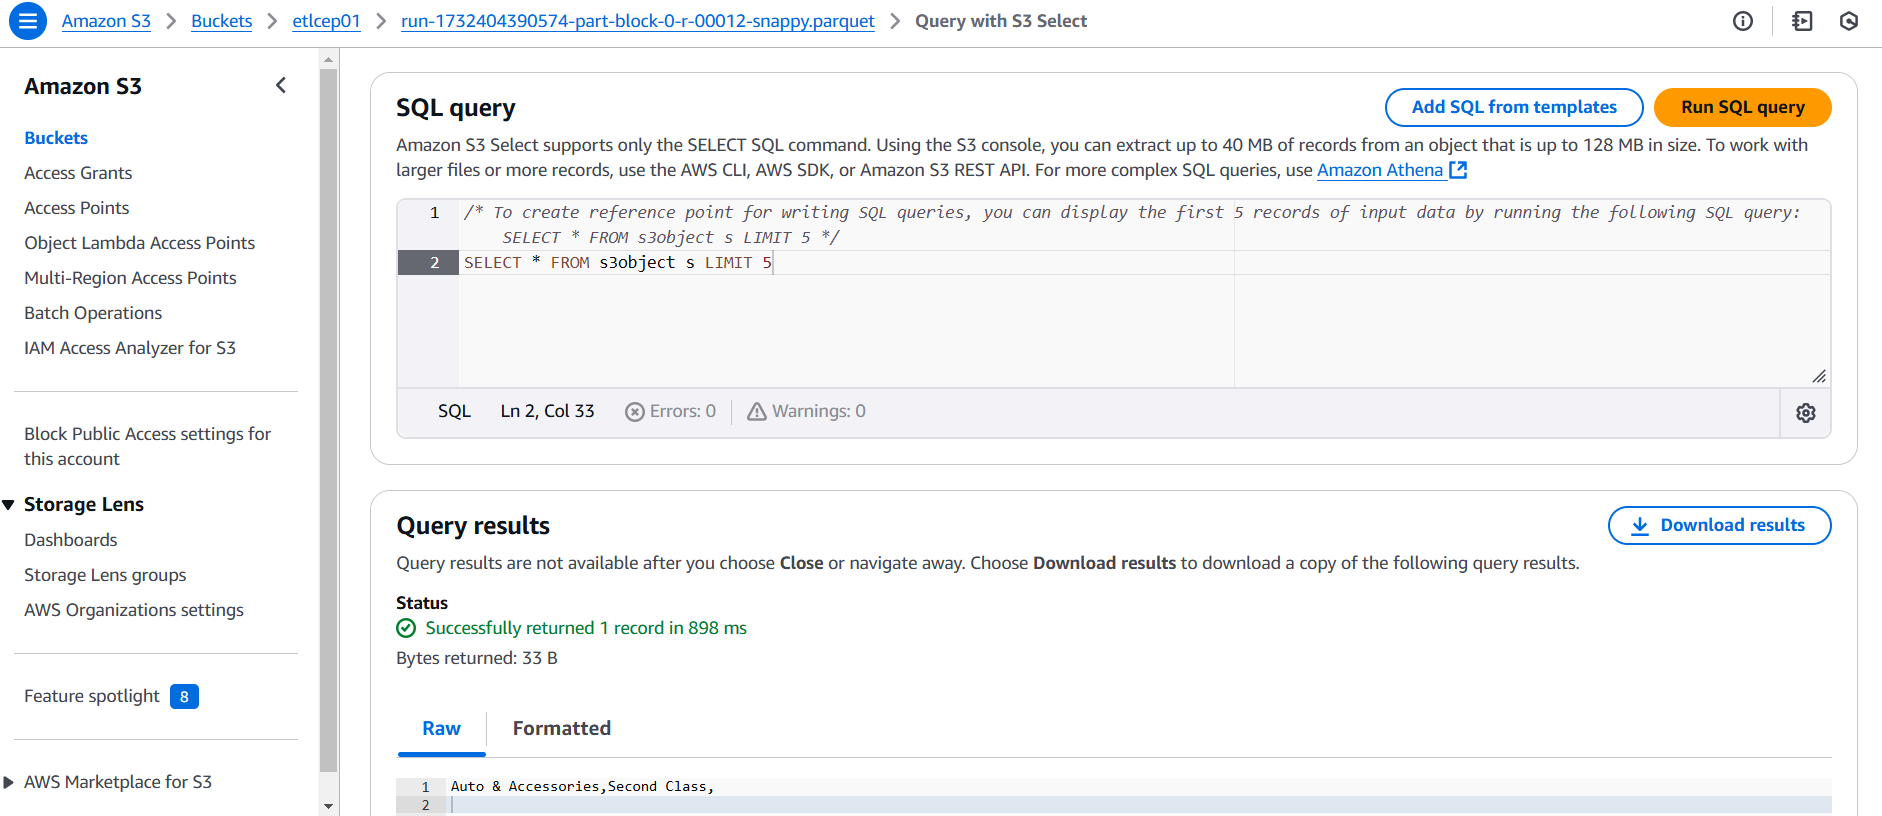 Amazon S3 > Buckets > etlcep01 > run-1732404390574-part-block-0-r-00012-snappy.parquet > Query with S3 Select
Amazon S3
Buckets
Access Grants
Access Points
Object Lambda Access Points
Multi-Region Access Points
Batch Operations
IAM Access Analyzer for S3
Block Public Access settings for
this account
Storage Lens
Dashboards
Storage Lens groups
AWS Organizations settings
Feature spotlight 8
AWS Marketplace for S3
SQL query
Add SQL from templates
Run SQL query
Amazon S3 Select supports only the SELECT SQL command. Using the S3 console, you can extract up to 40 MB of records from an object that is up to 128 MB in size. To work with
larger files or more records, use the AWS CLI, AWS SDK, or Amazon S3 REST API. For more complex SQL queries, use Amazon Athena
1 /* To create reference point for writing SQL queries, you can display the first 5 records of input data by running the following SQL query:
SELECT * FROM s3object s LIMIT 5 */
2 SELECT * FROM s3object s LIMIT 5
SQL Ln 2, Col 33 Errors: 0 Warnings: 0
Query results
Download results
Query results are not available after you choose Close or navigate away. Choose Download results to download a copy of the following query results.
Status
Successfully returned 1 record in 898 ms
Bytes returned: 33 B
Raw Formatted
1 Auto & Accessories,Second Class,
2